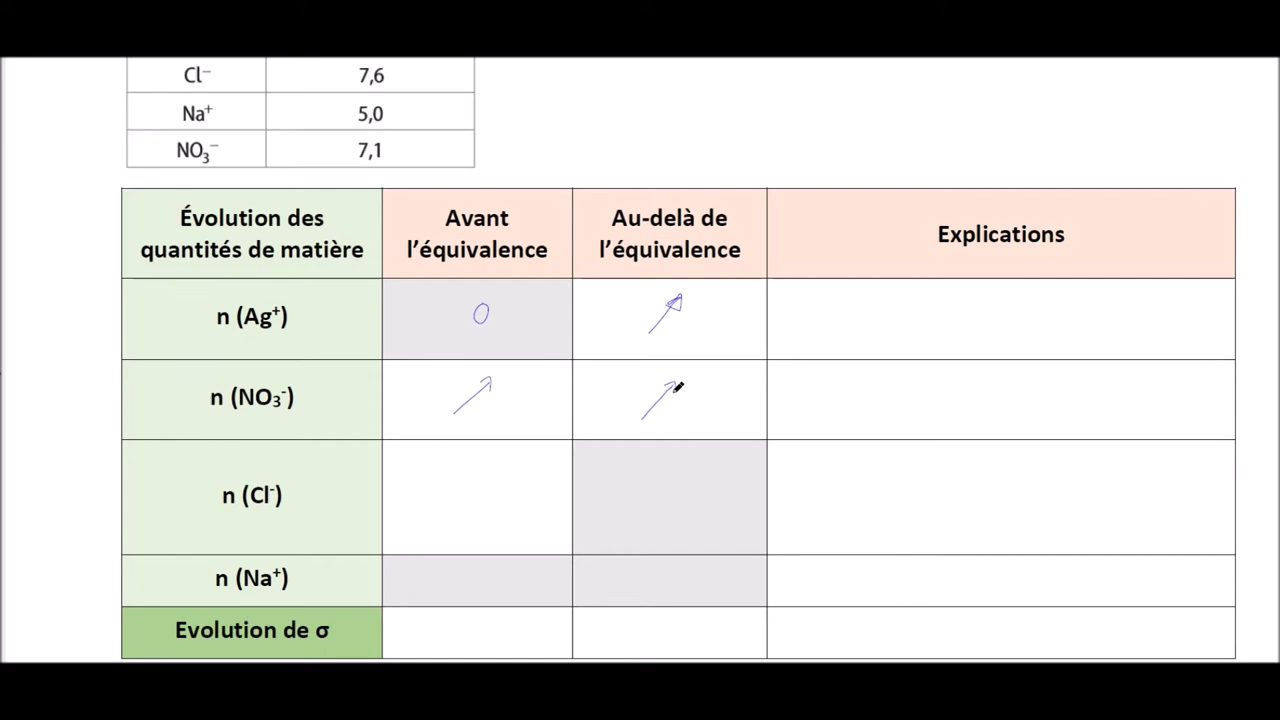 Cl⁻ 7,6
Na⁺ 5,0
NO₃⁻ 7,1
Évolution des quantités de matière
Avant l'équivalence
Au-delà de l'équivalence
Explications
n (Ag⁺) 0
n (NO₃⁻)
n (Cl⁻)
n (Na⁺)
Evolution de σ